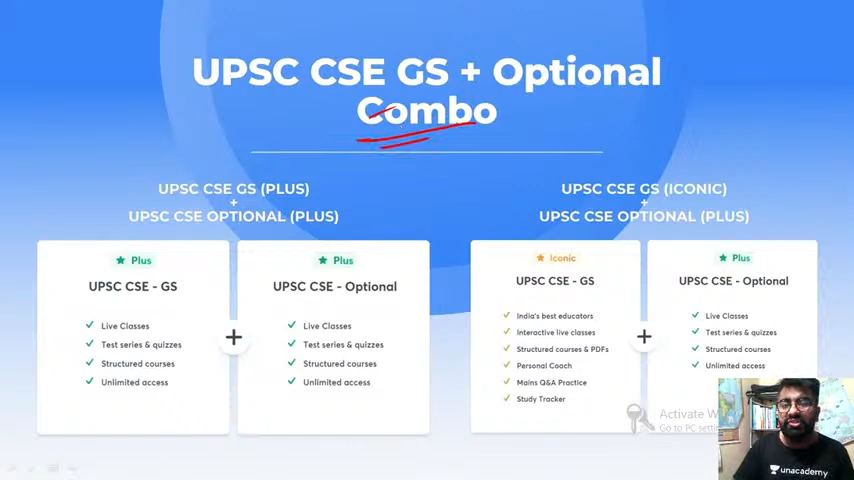 UPSC CSE GS + Optional
Combo
UPSC CSE GS (PLUS)
+
UPSC CSE OPTIONAL (PLUS)
Plus
UPSC CSE - GS
Live Classes
Test series & quizzes
Structured courses
Unlimited access
+
Plus
UPSC CSE - Optional
Live Classes
Test series & quizzes
Structured courses
Unlimited access
UPSC CSE GS (ICONIC)
+
UPSC CSE OPTIONAL (PLUS)
Iconic
UPSC CSE - GS
India's best educators
Interactive live classes
Structured courses & PDFs
Personal Coach
Mains Q&A Practice
Study Tracker
+
Plus
UPSC CSE - Optional
Live Classes
Test series & quizzes
Structured courses
Unlimited access
Activate W
Go to PC settin
unacademy